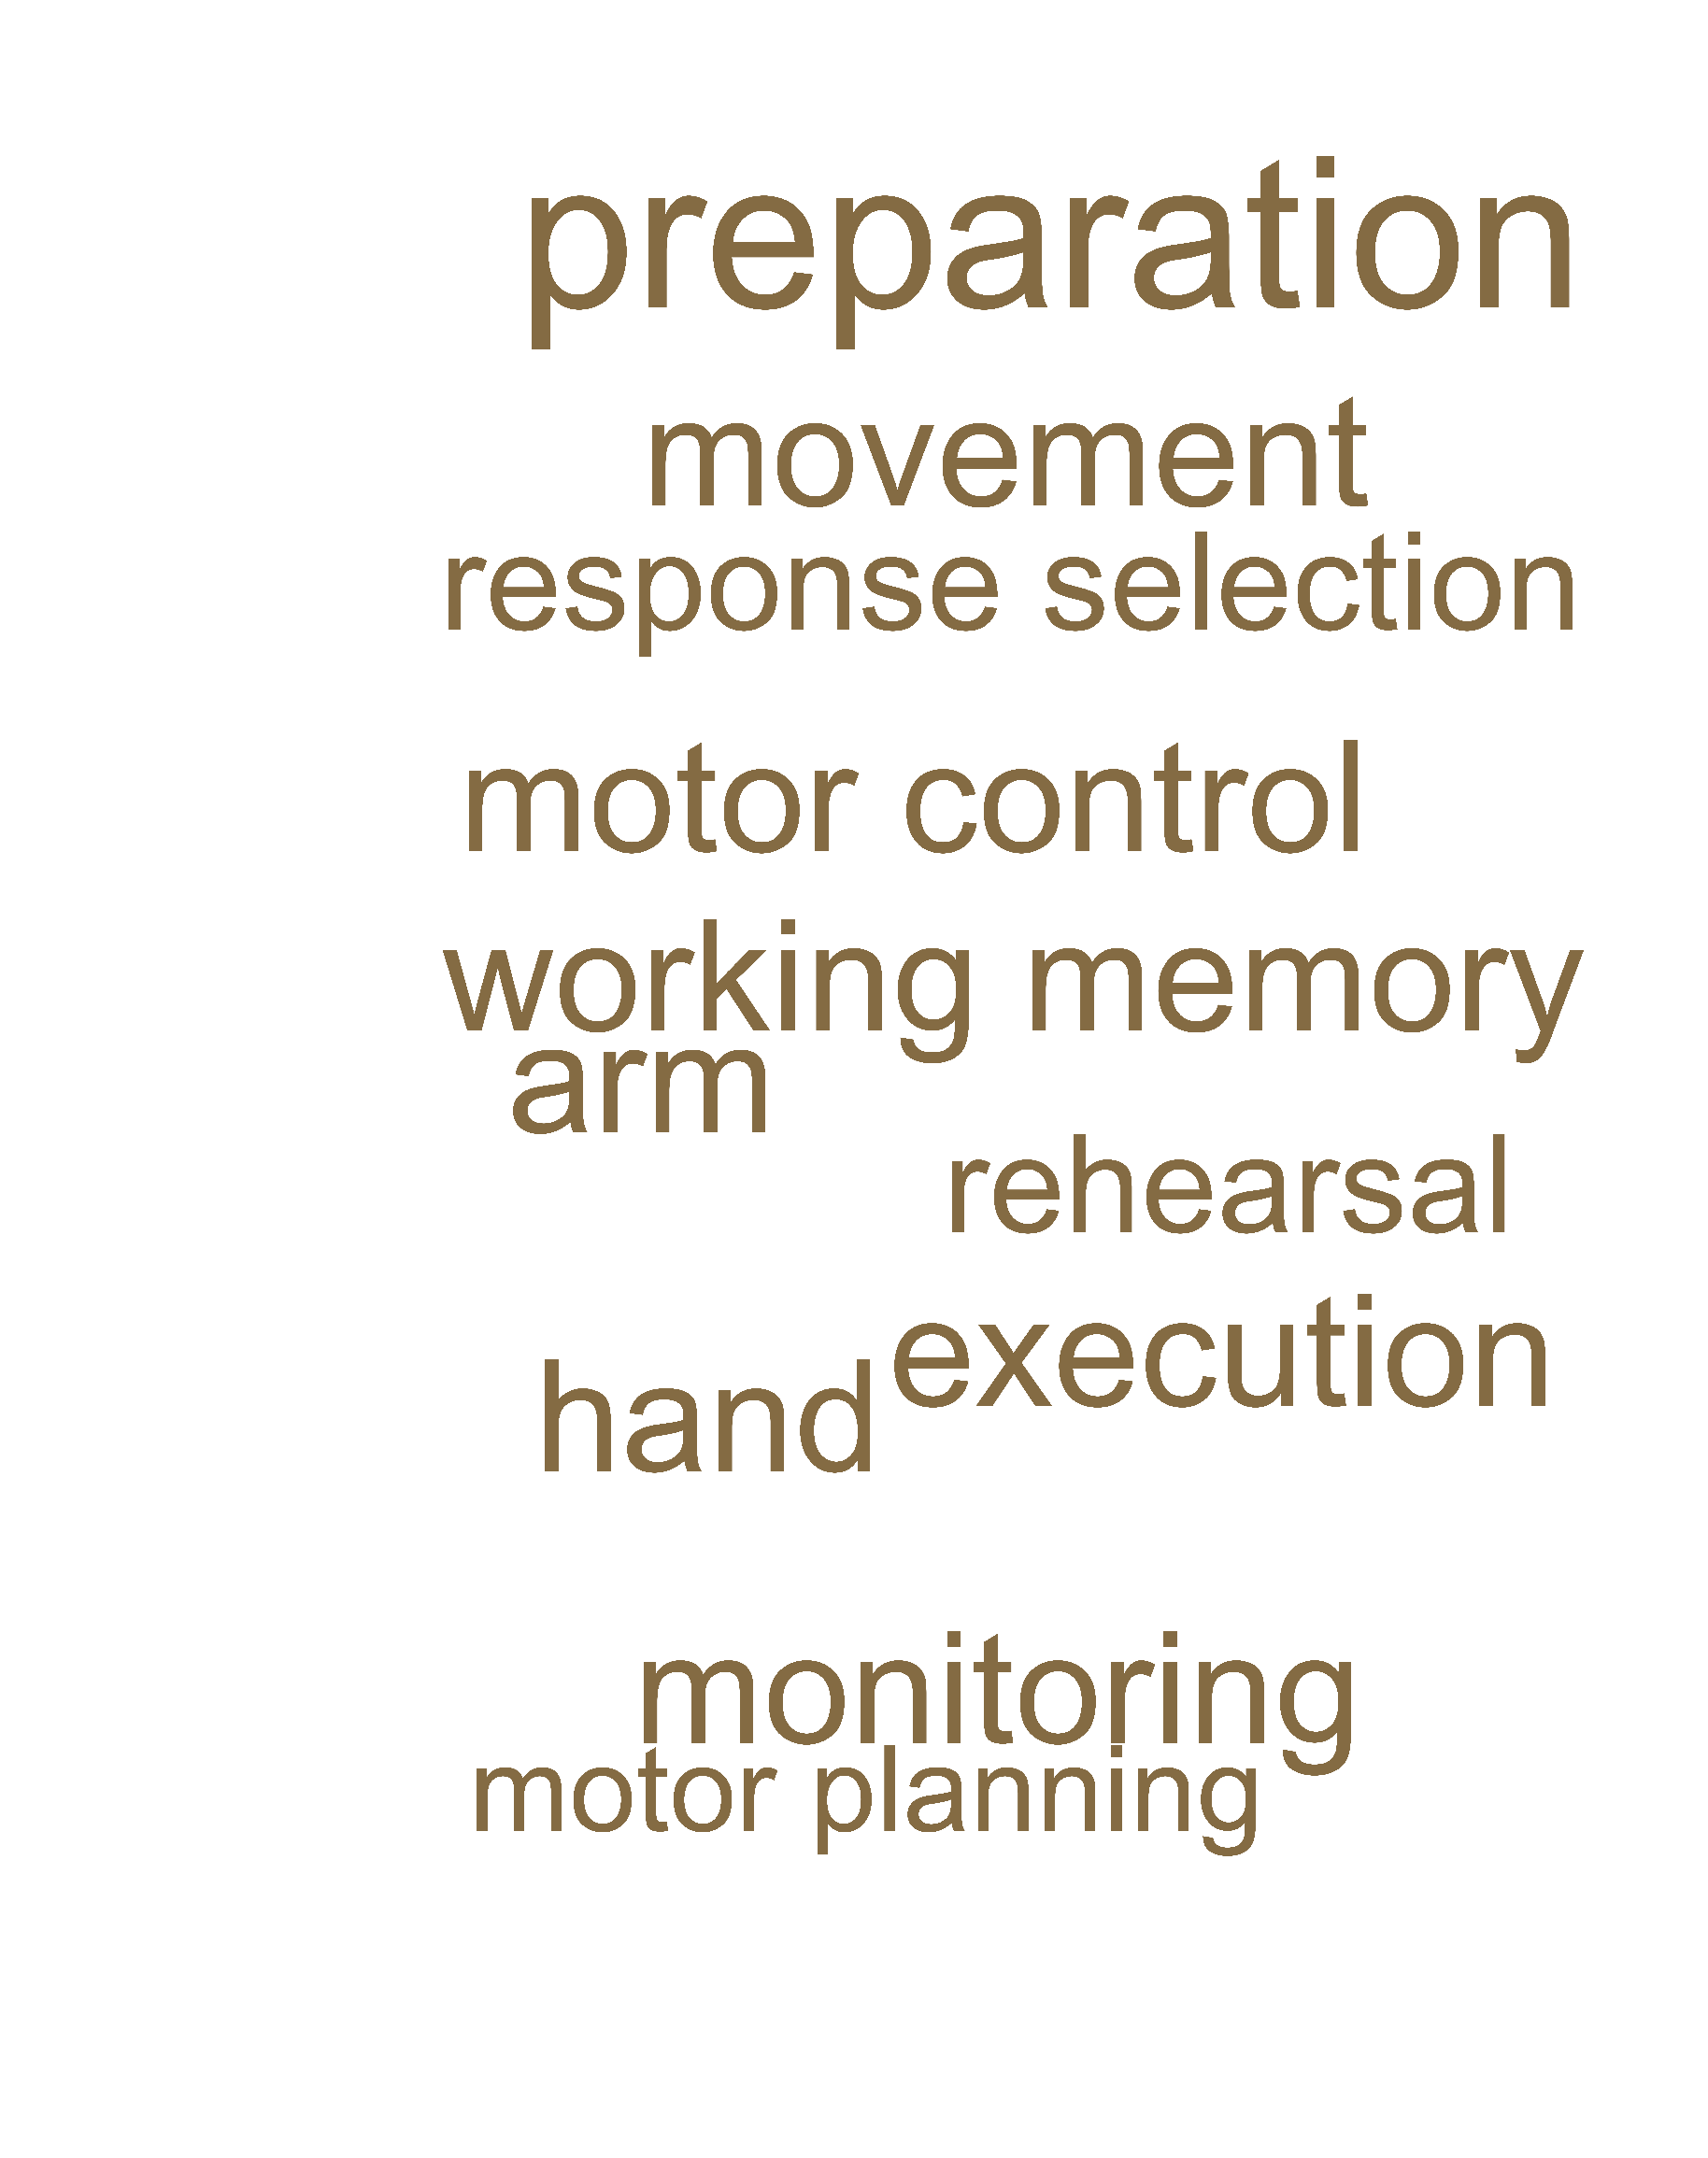 preparation
movement
response selection
motor control
working memory
arm
rehearsal
execution
hand
monitoring
motor planning